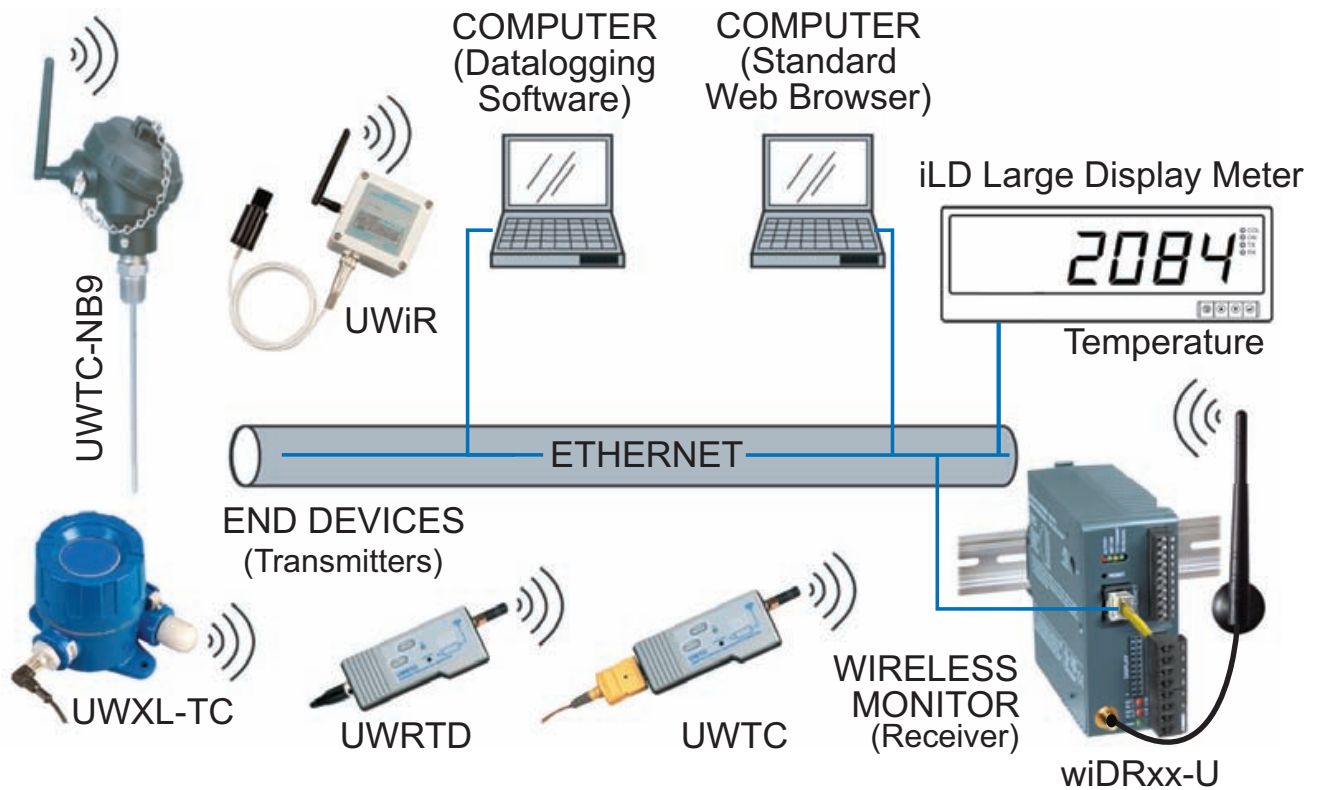 COMPUTER
(Datalogging
Software)
COMPUTER
(Standard
Web Browser)
iLD Large Display Meter
2084
Temperature
UWTC-NB9
UWiR
ETHERNET
END DEVICES
(Transmitters)
UWXL-TC
UWRTD
UWTC
WIRELESS
MONITOR
(Receiver)
wiDRxx-U